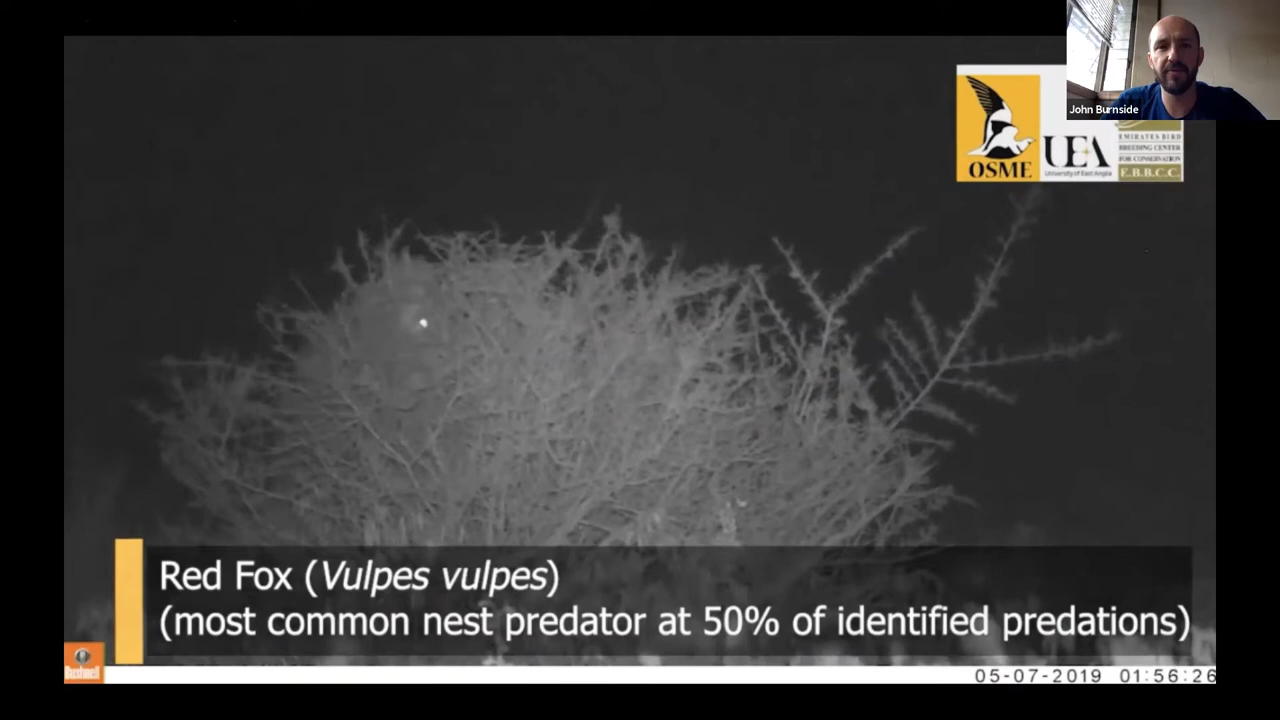 John Burnside
OSME
UEA
University of East Anglia
EMIRATES BIRD
BREEDING CENTER
FOR CONSERVATION
E.B.B.C.C.
Red Fox (Vulpes vulpes)
(most common nest predator at 50% of identified predations)
Bushnell
05-07-2019 01:56:26